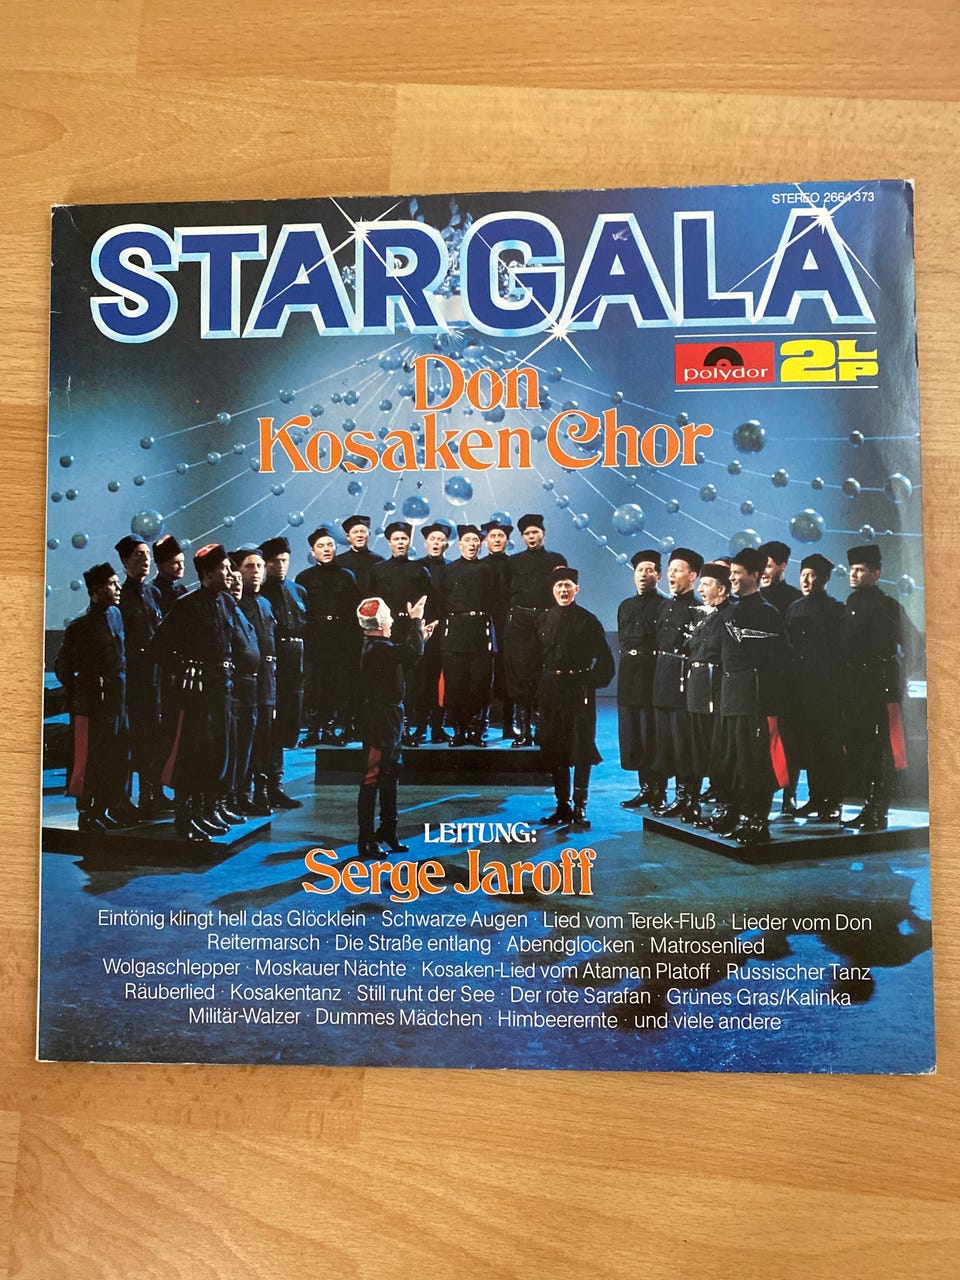 STEREO 2664 373
STARGALA
polydor
2LP
Don
Kosaken Chor
LEITUNG:
Serge Jaroff
Eintönig klingt hell das Glöcklein · Schwarze Augen · Lied vom Terek-Fluß · Lieder vom Don
Reitermarsch · Die Straße entlang · Abendglocken · Matrosenlied
Wolgaschlepper · Moskauer Nächte · Kosaken-Lied vom Ataman Platoff · Russischer Tanz
Räuberlied · Kosakentanz · Still ruht der See · Der rote Sarafan · Grünes Gras/Kalinka
Militär-Walzer · Dummes Mädchen · Himbeerernte · und viele andere